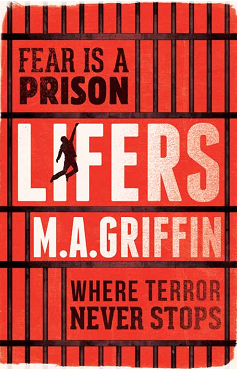 FEAR IS A
PRISON
LIFERS
M.A.GRIFFIN
WHERE TERROR
NEVER STOPS